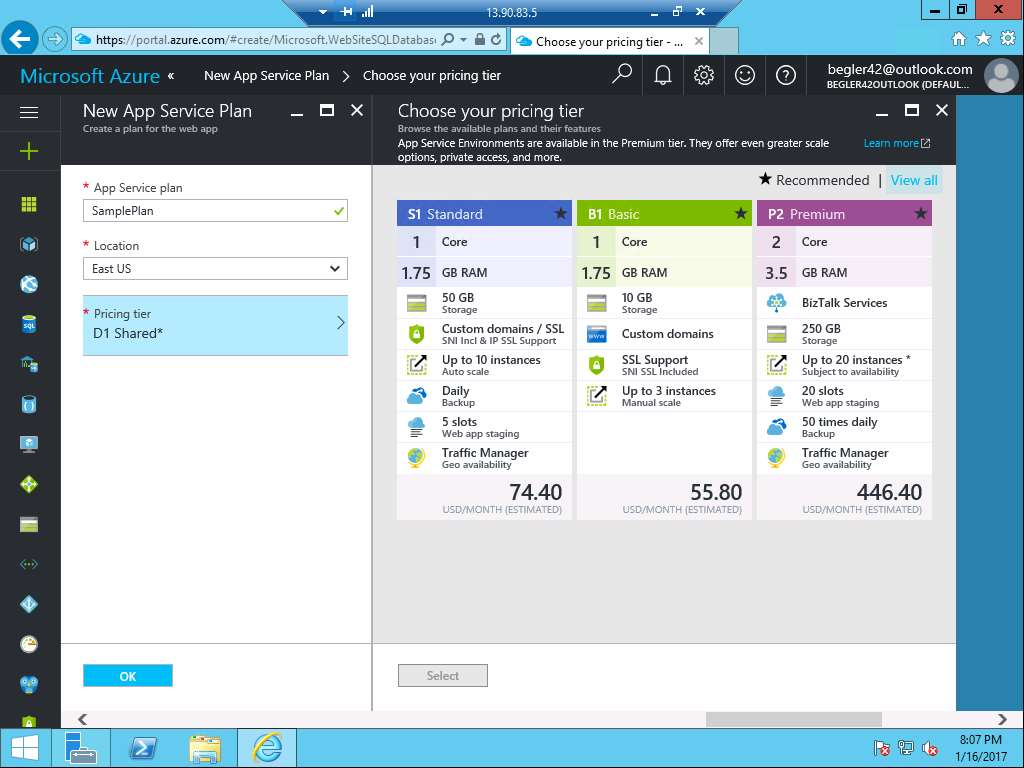 13.90.83.5
https://portal.azure.com/#create/Microsoft.WebSiteSQLDatabas
Choose your pricing tier - ...
Microsoft Azure «
New App Service Plan
Choose your pricing tier
begler42@outlook.com
BEGLER42OUTLOOK (DEFAUL...
New App Service Plan
Create a plan for the web app
* App Service plan
SamplePlan
* Location
East US
* Pricing tier
D1 Shared*
OK
Choose your pricing tier
Browse the available plans and their features
App Service Environments are available in the Premium tier. They offer even greater scale
options, private access, and more.
Learn more
★ Recommended | View all
S1 Standard
1 Core
1.75 GB RAM
50 GB
Storage
Custom domains / SSL
SNI Incl & IP SSL Support
Up to 10 instances
Auto scale
Daily
Backup
5 slots
Web app staging
Traffic Manager
Geo availability
74.40
USD/MONTH (ESTIMATED)
B1 Basic
1 Core
1.75 GB RAM
10 GB
Storage
www
Custom domains
SSL Support
SNI SSL Included
Up to 3 instances
Manual scale
55.80
USD/MONTH (ESTIMATED)
P2 Premium
2 Core
3.5 GB RAM
BizTalk Services
250 GB
Storage
Up to 20 instances *
Subject to availability
20 slots
Web app staging
50 times daily
Backup
Traffic Manager
Geo availability
446.40
USD/MONTH (ESTIMATED)
Select
SQL
8:07 PM
1/16/2017